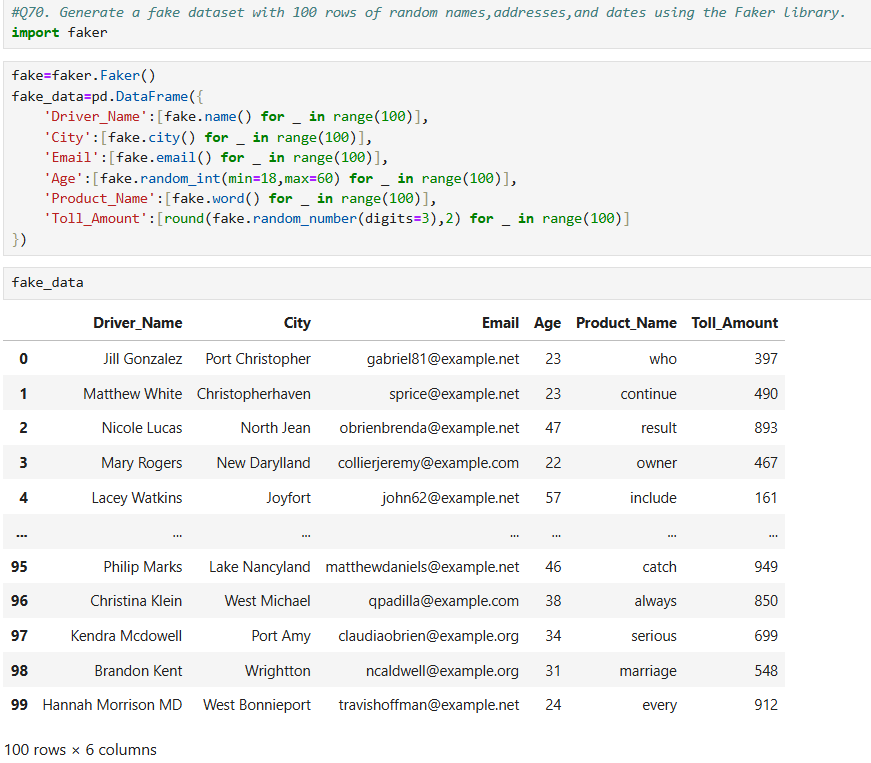 #Q70. Generate a fake dataset with 100 rows of random names,addresses,and dates using the Faker library.
import faker
fake=faker.Faker()
fake_data=pd.DataFrame({
    'Driver_Name':[fake.name() for _ in range(100)],
    'City':[fake.city() for _ in range(100)],
    'Email':[fake.email() for _ in range(100)],
    'Age':[fake.random_int(min=18,max=60) for _ in range(100)],
    'Product_Name':[fake.word() for _ in range(100)],
    'Toll_Amount':[round(fake.random_number(digits=3),2) for _ in range(100)]
})
fake_data
Driver_Name City Email Age Product_Name Toll_Amount
0 Jill Gonzalez Port Christopher gabriel81@example.net 23 who 397
1 Matthew White Christopherhaven sprice@example.net 23 continue 490
2 Nicole Lucas North Jean obrienbrenda@example.net 47 result 893
3 Mary Rogers New Darylland collierjeremy@example.com 22 owner 467
4 Lacey Watkins Joyfort john62@example.net 57 include 161
... ... ... ... ... ... ...
95 Philip Marks Lake Nancyland matthewdaniels@example.net 46 catch 949
96 Christina Klein West Michael qpadilla@example.com 38 always 850
97 Kendra Mcdowell Port Amy claudiaobrien@example.org 34 serious 699
98 Brandon Kent Wrightton ncaldwell@example.org 31 marriage 548
99 Hannah Morrison MD West Bonnieport travishoffman@example.net 24 every 912
100 rows × 6 columns